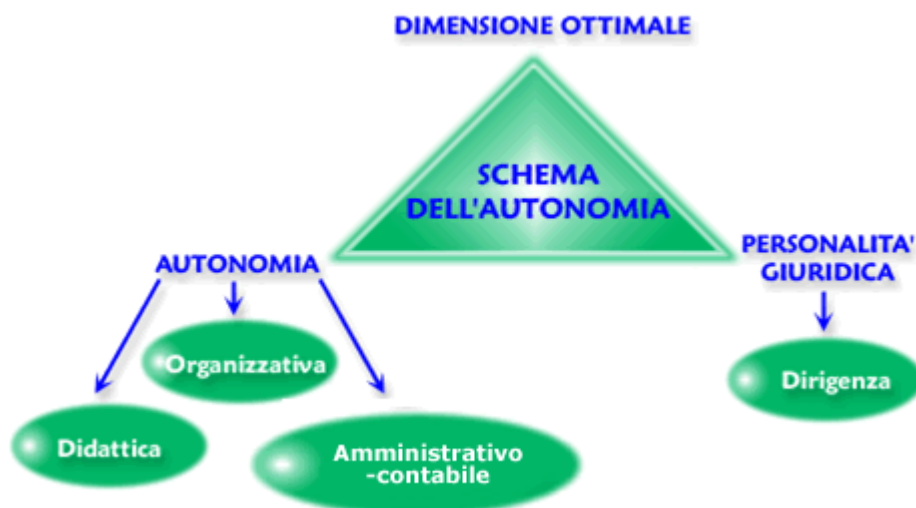 DIMENSIONE OTTIMALE
SCHEMA
DELL'AUTONOMIA
AUTONOMIA
PERSONALITA'
GIURIDICA
Organizzativa
Dirigenza
Didattica
Amministrativo
-contabile